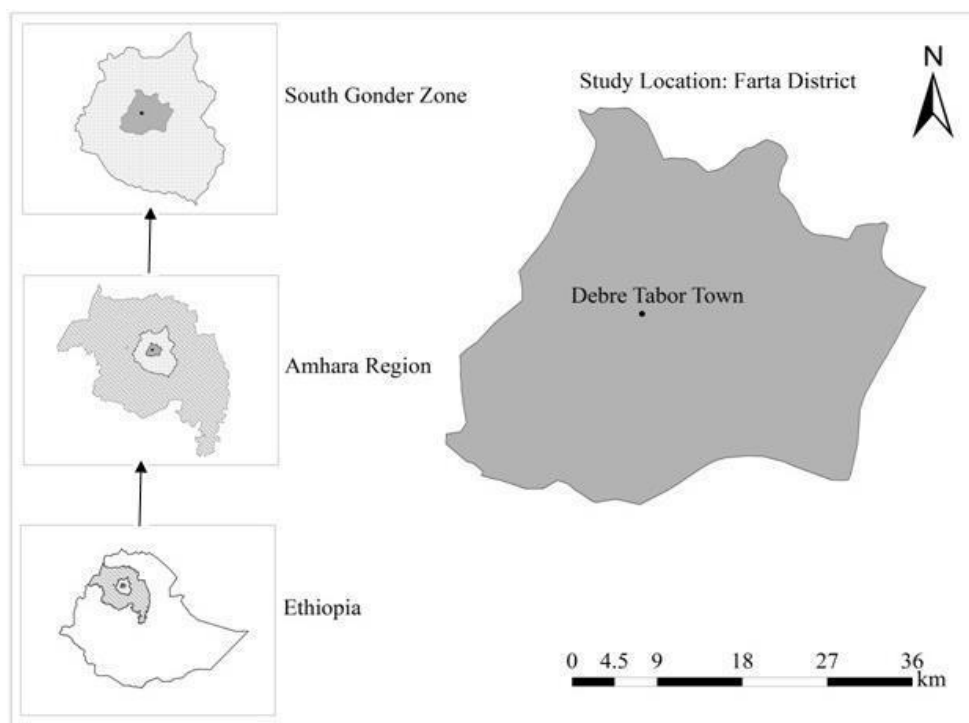 South Gonder Zone
Amhara Region
Ethiopia
Study Location: Farta District
N
Debre Tabor Town
0 4.5 9 18 27 36
km